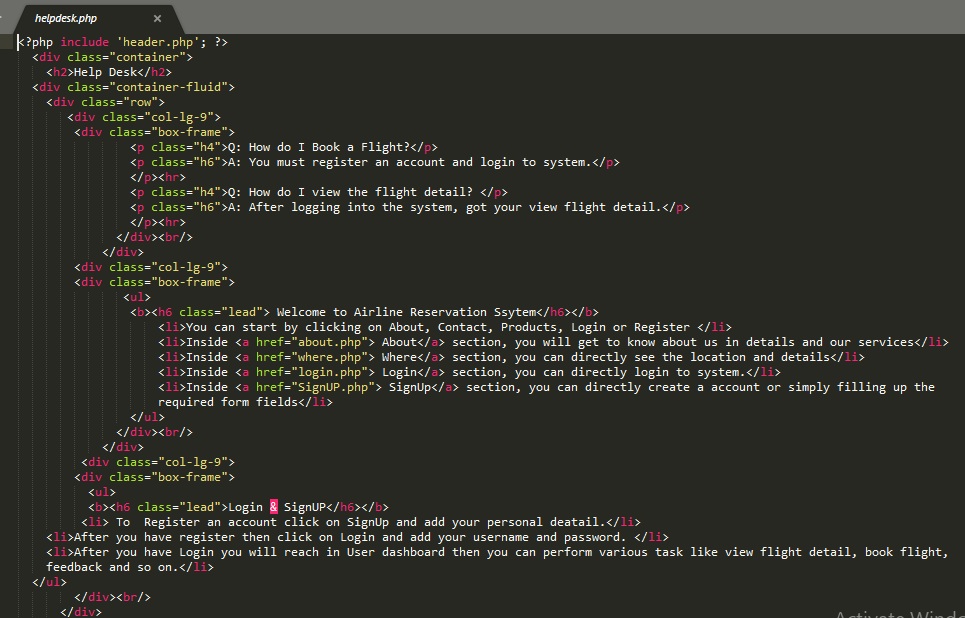 helpdesk.php ×
<?php include 'header.php'; ?>
<div class="container">
<h2>Help Desk</h2>
<div class="container-fluid">
<div class="row">
<div class="col-lg-9">
<div class="box-frame">
<p class="h4">Q: How do I Book a Flight?</p>
<p class="h6">A: You must register an account and login to system.</p>
</p><hr>
<p class="h4">Q: How do I view the flight detail? </p>
<p class="h6">A: After logging into the system, got your view flight detail.</p>
</p><hr>
</div><br/>
</div>
<div class="col-lg-9">
<div class="box-frame">
<ul>
<b><h6 class="lead"> Welcome to Airline Reservation Ssytem</h6></b>
<li>You can start by clicking on About, Contact, Products, Login or Register </li>
<li>Inside <a href="about.php"> About</a> section, you will get to know about us in details and our services</li>
<li>Inside <a href="where.php"> Where</a> section, you can directly see the location and details</li>
<li>Inside <a href="login.php"> Login</a> section, you can directly login to system.</li>
<li>Inside <a href="SignUP.php"> SignUp</a> section, you can directly create a account or simply filling up the
required form fields</li>
</ul>
</div><br/>
</div>
<div class="col-lg-9">
<div class="box-frame">
<ul>
<b><h6 class="lead">Login & SignUP</h6></b>
<li> To  Register an account click on SignUp and add your personal deatail.</li>
<li>After you have register then click on Login and add your username and password. </li>
<li>After you have Login you will reach in User dashboard then you can perform various task like view flight detail, book flight,
feedback and so on.</li>
</ul>
</div><br/>
</div>